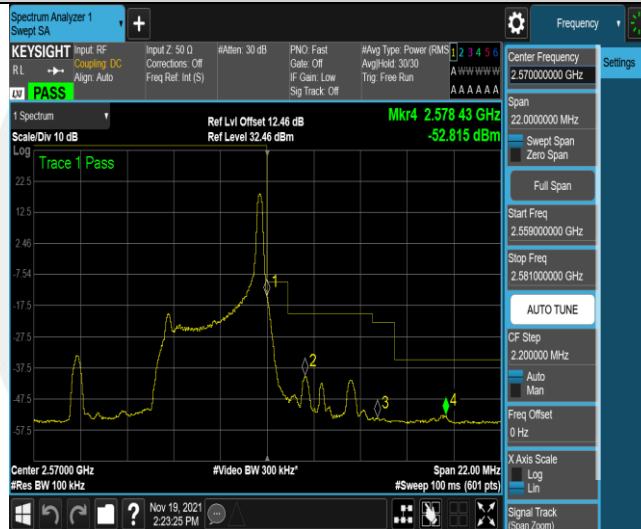 Spectrum Analyzer 1
Swept SA
Frequency
KEYSIGHT
RL
LXI PASS
Input: RF
Coupling: DC
Align: Auto
Input Z: 50 Ω
Corrections: Off
Freq Ref: Int (S)
#Atten: 30 dB
PNO: Fast
Gate: Off
IF Gain: Low
Sig Track: Off
#Avg Type: Power (RMS
Avg|Hold: 30/30
Trig: Free Run
1 2 3 4 5 6
A W W W W W
A A A A A A
1 Spectrum
Scale/Div 10 dB
Log
Ref Lvl Offset 12.46 dB
Ref Level 32.46 dBm
Mkr4 2.578 43 GHz
-52.815 dBm
Trace 1 Pass
22.5
12.5
2.46
-7.54
-17.5
-27.5
-37.5
-47.5
-57.5
1
2
3
4
Center 2.57000 GHz
#Res BW 100 kHz
#Video BW 300 kHz*
Span 22.00 MHz
#Sweep 100 ms (601 pts)
Nov 19, 2021
2:23:25 PM
?
Center Frequency
2.570000000 GHz
Settings
Span
22.0000000 MHz
Swept Span
Zero Span
Full Span
Start Freq
2.559000000 GHz
Stop Freq
2.581000000 GHz
AUTO TUNE
CF Step
2.200000 MHz
Auto
Man
Freq Offset
0 Hz
X Axis Scale
Log
Lin
Signal Track
(Span Zoom)